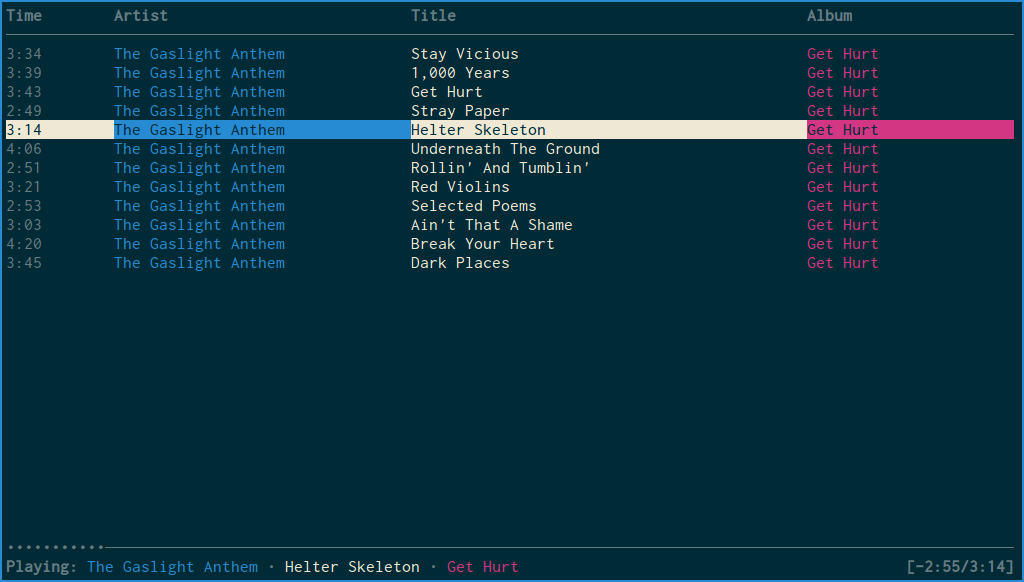 Time Artist Title Album
3:34 The Gaslight Anthem Stay Vicious Get Hurt
3:39 The Gaslight Anthem 1,000 Years Get Hurt
3:43 The Gaslight Anthem Get Hurt Get Hurt
2:49 The Gaslight Anthem Stray Paper Get Hurt
3:14 The Gaslight Anthem Helter Skeleton Get Hurt
4:06 The Gaslight Anthem Underneath The Ground Get Hurt
2:51 The Gaslight Anthem Rollin' And Tumblin' Get Hurt
3:21 The Gaslight Anthem Red Violins Get Hurt
2:53 The Gaslight Anthem Selected Poems Get Hurt
3:03 The Gaslight Anthem Ain't That A Shame Get Hurt
4:20 The Gaslight Anthem Break Your Heart Get Hurt
3:45 The Gaslight Anthem Dark Places Get Hurt
Playing: The Gaslight Anthem · Helter Skeleton · Get Hurt [-2:55/3:14]